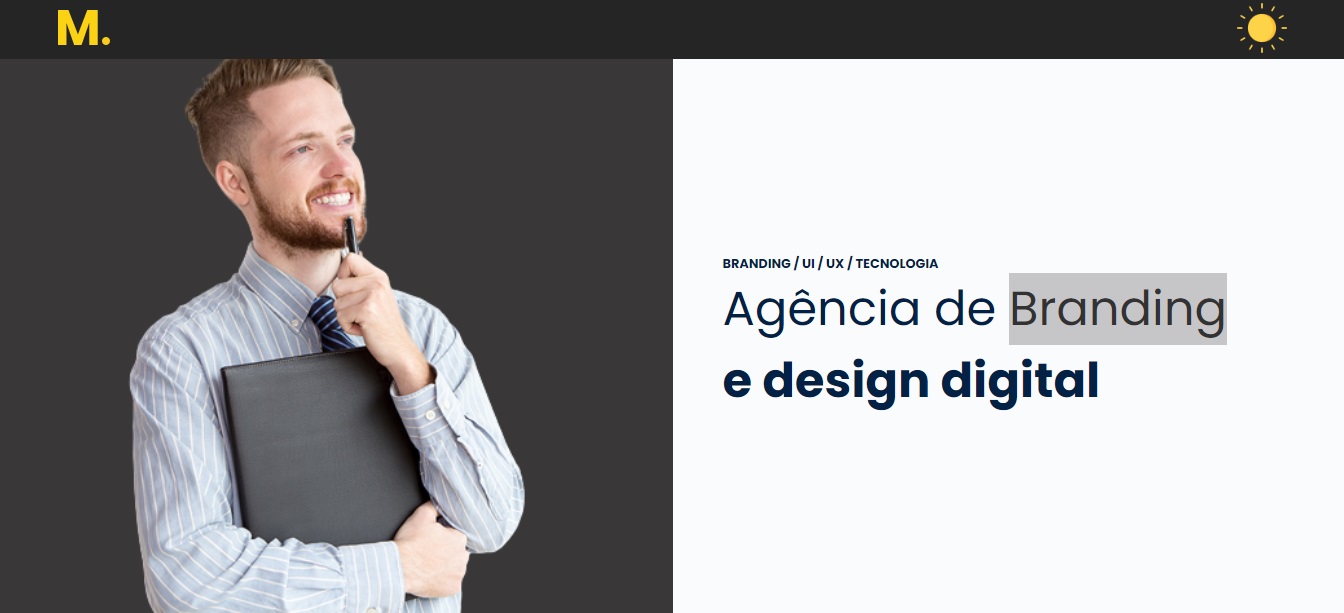 M.
BRANDING / UI / UX / TECNOLOGIA
Agência de Branding
e design digital